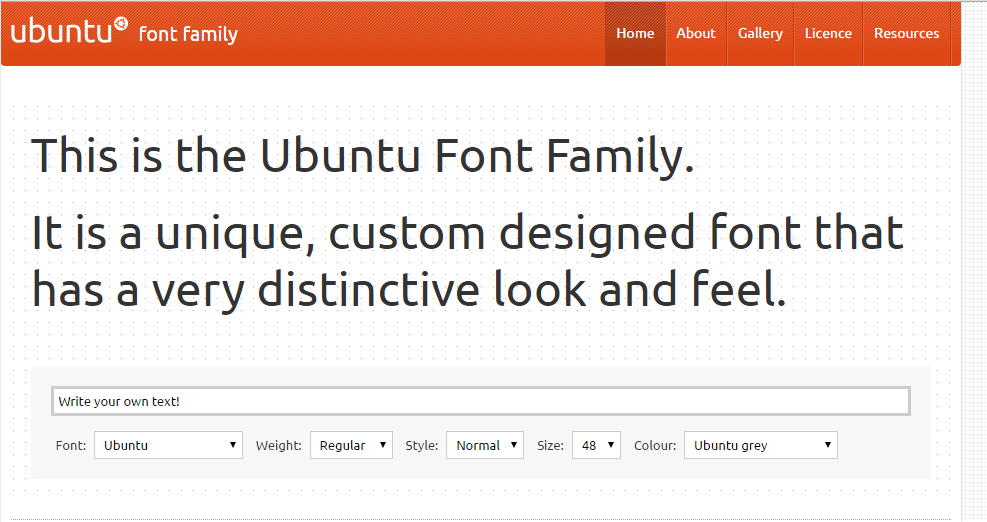 ubuntu font family
Home About Gallery Licence Resources
This is the Ubuntu Font Family.
It is a unique, custom designed font that
has a very distinctive look and feel.
Write your own text!
Font: Ubuntu Weight: Regular Style: Normal Size: 48 Colour: Ubuntu grey